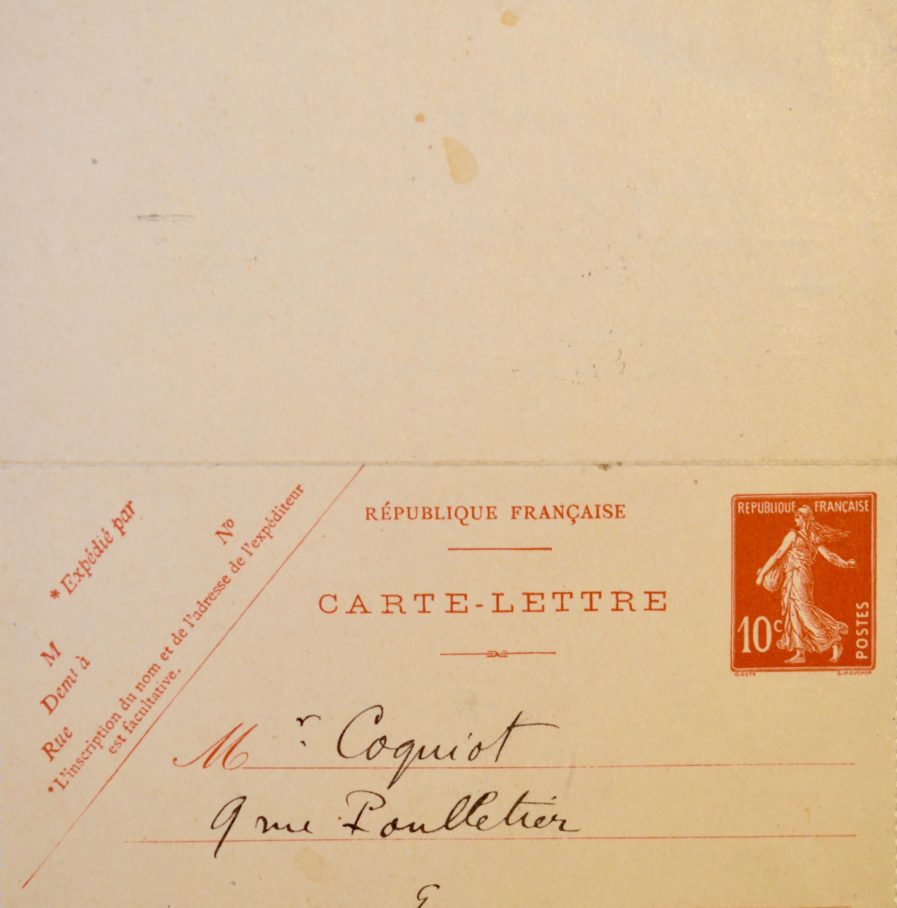 RÉPUBLIQUE FRANÇAISE
CARTE-LETTRE
REPUBLIQUE FRANÇAISE
10c
POSTES
* Expédié par
M
Demt à
Rue
No
*L'inscription du nom et de l'adresse de l'expéditeur
est facultative.
Mr Coquiot
9 rue Poulletier